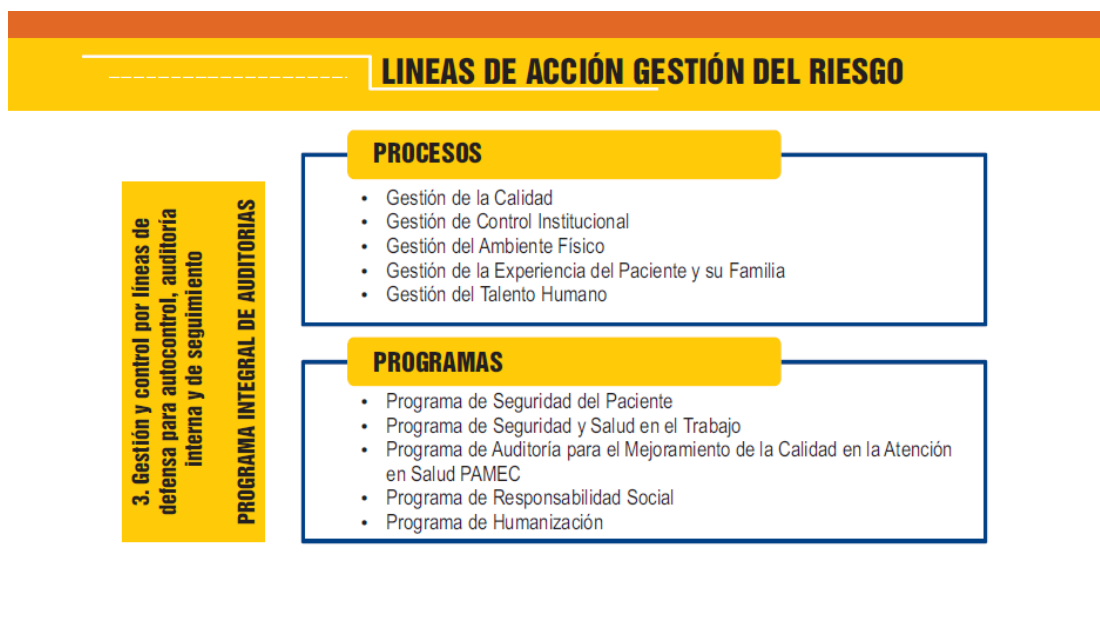 LINEAS DE ACCIÓN GESTIÓN DEL RIESGO
3. Gestión y control por líneas de
defensa para autocontrol, auditoría
interna y de seguimiento
PROGRAMA INTEGRAL DE AUDITORIAS
PROCESOS
• Gestión de la Calidad
• Gestión de Control Institucional
• Gestión del Ambiente Físico
• Gestión de la Experiencia del Paciente y su Familia
• Gestión del Talento Humano
PROGRAMAS
• Programa de Seguridad del Paciente
• Programa de Seguridad y Salud en el Trabajo
• Programa de Auditoría para el Mejoramiento de la Calidad en la Atención
en Salud PAMEC
• Programa de Responsabilidad Social
• Programa de Humanización